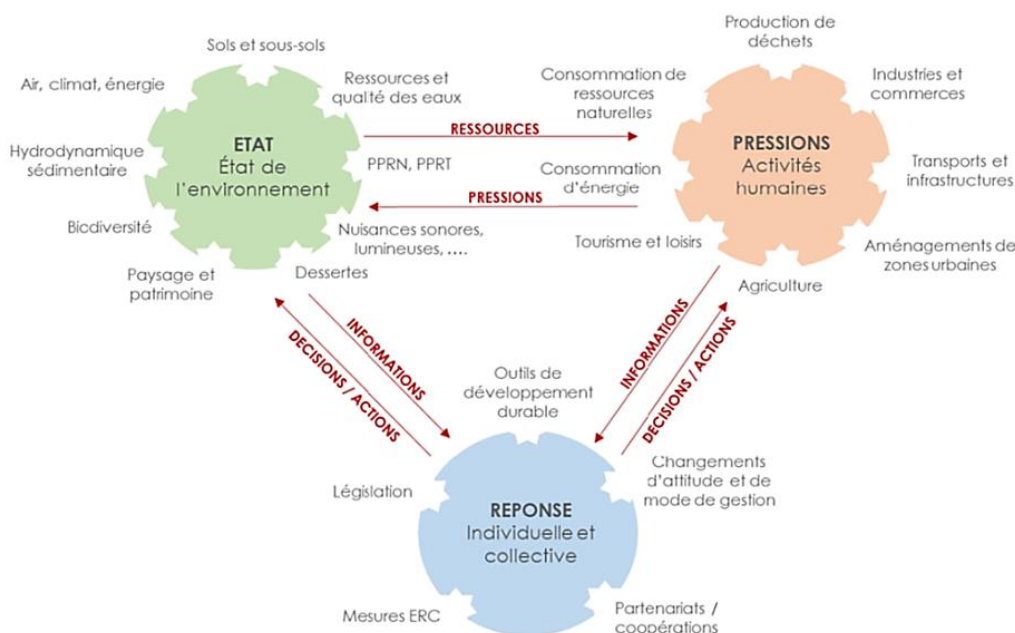 Sols et sous-sols
Air, climat, énergie
Ressources et
qualité des eaux
Hydrodynamique
sédimentaire
ETAT
État de
l'environnement
PPRN, PPRT
Biodiversité
Nuisances sonores,
lumineuses, ....
Paysage et
patrimoine
Dessertes
RESSOURCES
PRESSIONS
Production de
déchets
Consommation de
ressources
naturelles
Industries et
commerces
PRESSIONS
Activités
humaines
Consommation
d'énergie
Transports et
infrastructures
Tourisme et loisirs
Aménagements de
zones urbaines
Agriculture
INFORMATIONS
DECISIONS / ACTIONS
INFORMATIONS
DECISIONS / ACTIONS
Outils de
développement
durable
Législation
Changements
d'attitude et de
mode de gestion
REPONSE
Individuelle et
collective
Mesures ERC
Partenariats /
coopérations